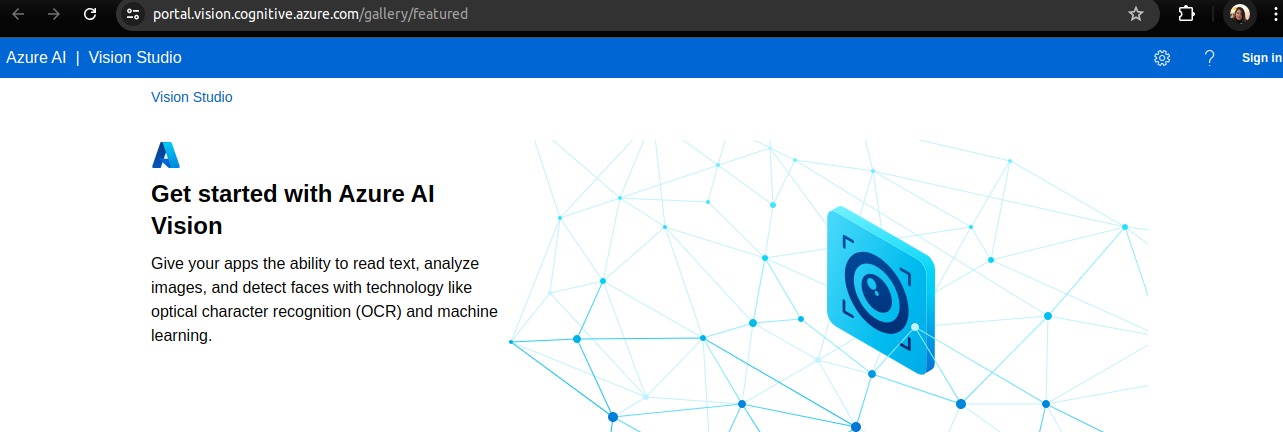 portal.vision.cognitive.azure.com/gallery/featured
Azure AI | Vision Studio
Sign in
Vision Studio
Get started with Azure AI
Vision
Give your apps the ability to read text, analyze
images, and detect faces with technology like
optical character recognition (OCR) and machine
learning.